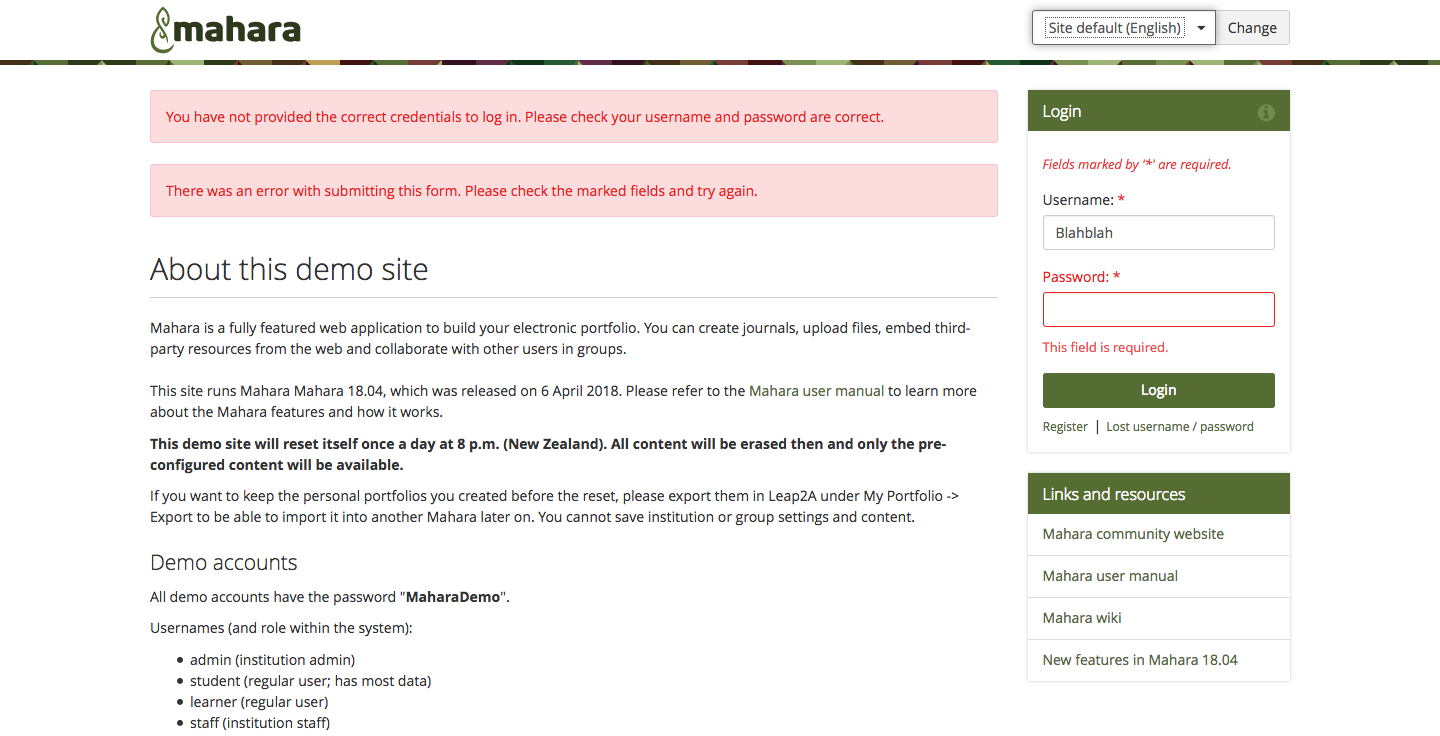 mahara
Site default (English)
Change
You have not provided the correct credentials to log in. Please check your username and password are correct.
There was an error with submitting this form. Please check the marked fields and try again.
About this demo site
Mahara is a fully featured web application to build your electronic portfolio. You can create journals, upload files, embed third-
party resources from the web and collaborate with other users in groups.
This site runs Mahara Mahara 18.04, which was released on 6 April 2018. Please refer to the Mahara user manual to learn more
about the Mahara features and how it works.
This demo site will reset itself once a day at 8 p.m. (New Zealand). All content will be erased then and only the pre-
configured content will be available.
If you want to keep the personal portfolios you created before the reset, please export them in Leap2A under My Portfolio ->
Export to be able to import it into another Mahara later on. You cannot save institution or group settings and content.
Demo accounts
All demo accounts have the password "MaharaDemo".
Usernames (and role within the system):
• admin (institution admin)
• student (regular user; has most data)
• learner (regular user)
• staff (institution staff)
Login
Fields marked by '*' are required.
Username: *
Blahblah
Password: *
This field is required.
Login
Register | Lost username / password
Links and resources
Mahara community website
Mahara user manual
Mahara wiki
New features in Mahara 18.04